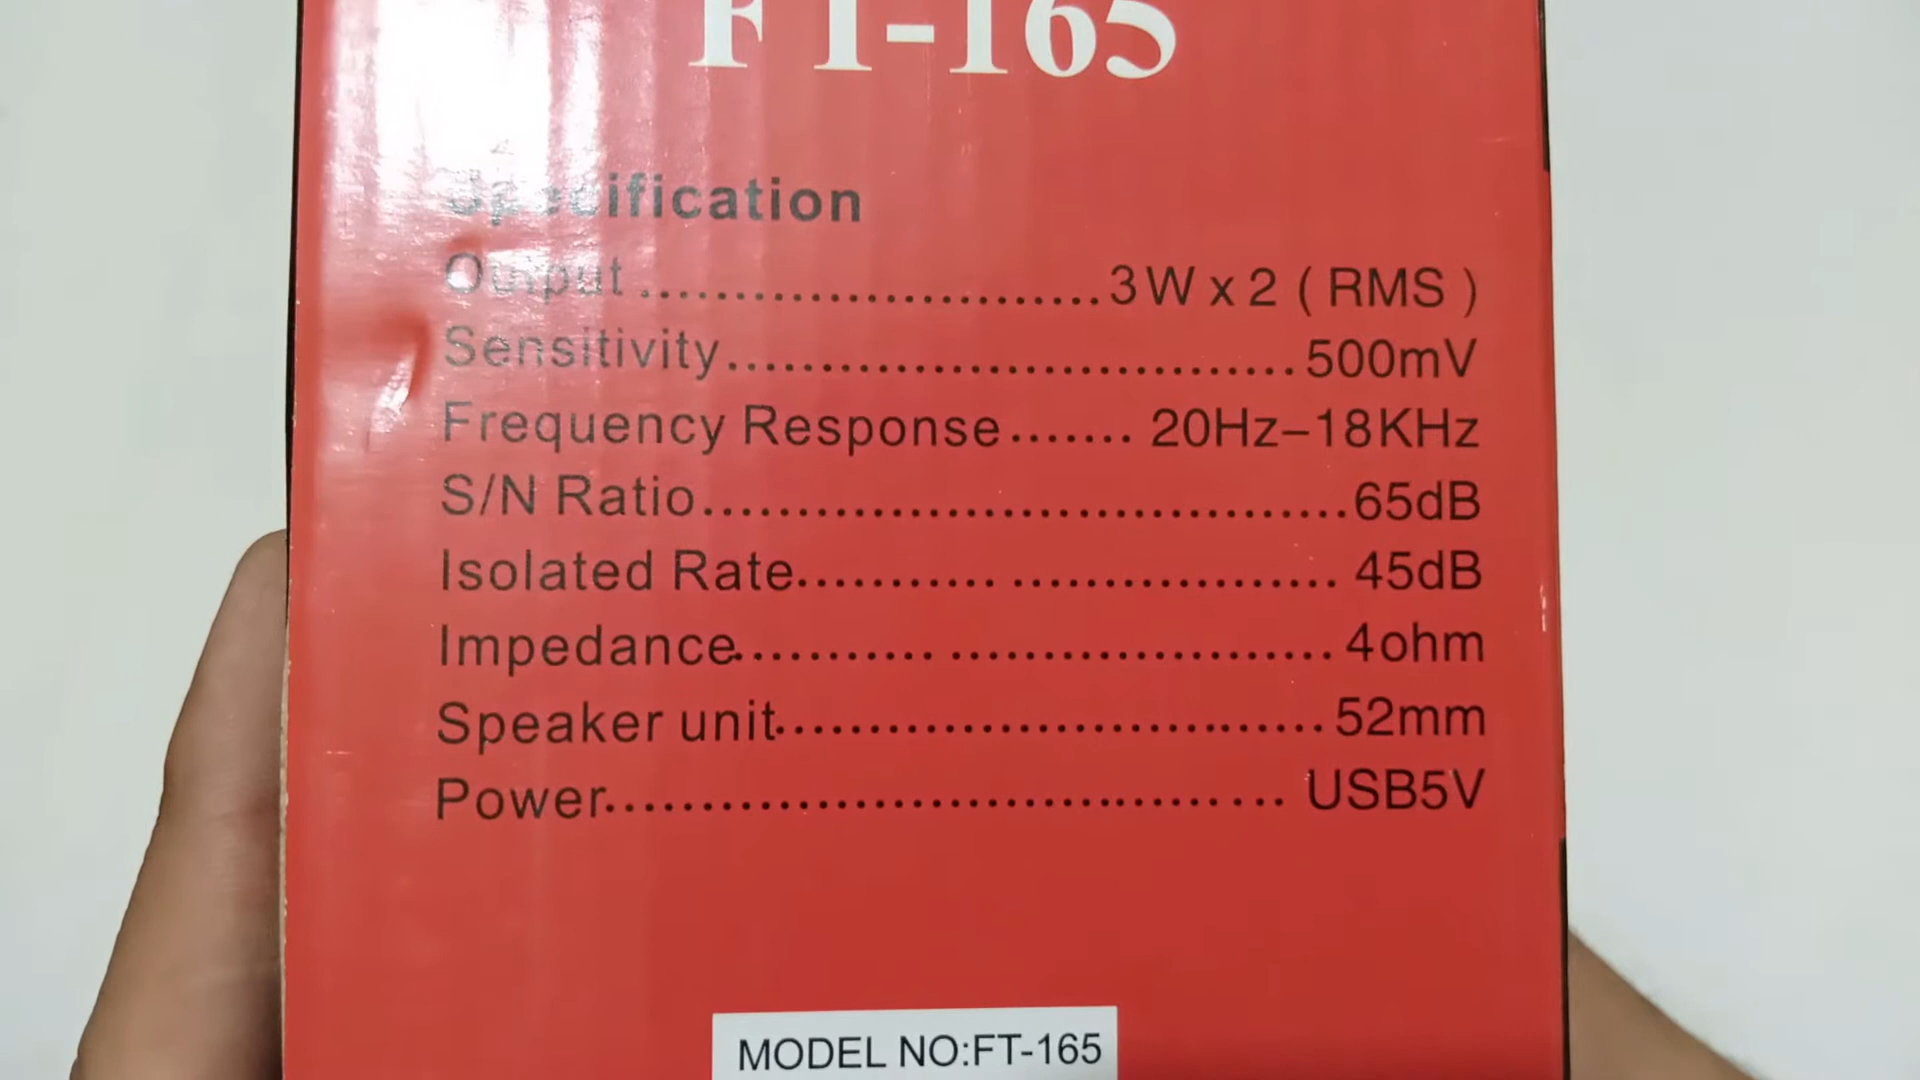 FT-165
Specification
Output..........................3W x 2 ( RMS )
Sensitivity..............................500mV
Frequency Response....... 20Hz–18KHz
S/N Ratio..................................65dB
Isolated Rate........... .................. 45dB
Impedance........... .....................4ohm
Speaker unit.............................52mm
Power................................... USB5V
MODEL NO:FT-165